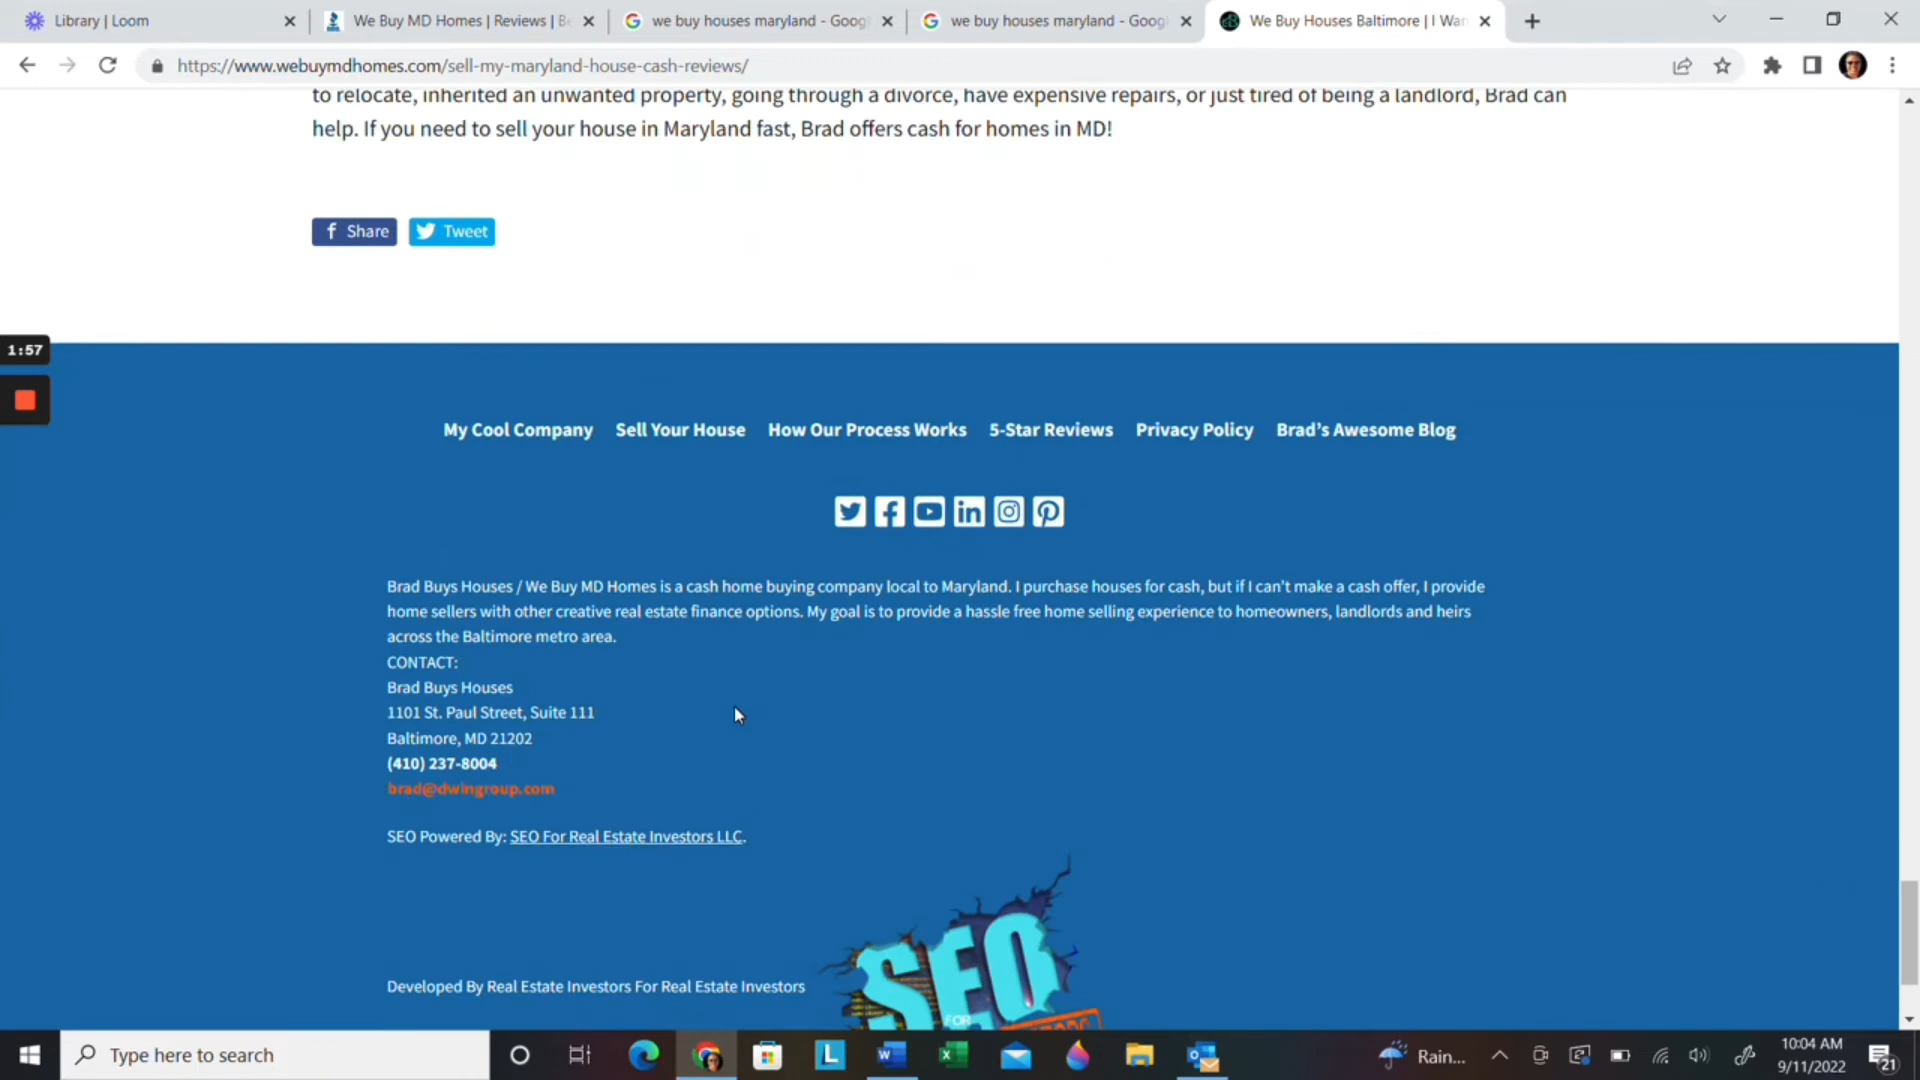 Library | Loom
We Buy MD Homes | Reviews | B
we buy houses maryland - Goog
we buy houses maryland - Goog
We Buy Houses Baltimore | I Wan
https://www.webuymdhomes.com/sell-my-maryland-house-cash-reviews/
to relocate, inherited an unwanted property, going through a divorce, have expensive repairs, or just tired of being a landlord, Brad can
help. If you need to sell your house in Maryland fast, Brad offers cash for homes in MD!
Share
Tweet
1:57
My Cool Company Sell Your House How Our Process Works 5-Star Reviews Privacy Policy Brad's Awesome Blog
Brad Buys Houses / We Buy MD Homes is a cash home buying company local to Maryland. I purchase houses for cash, but if I can't make a cash offer, I provide
home sellers with other creative real estate finance options. My goal is to provide a hassle free home selling experience to homeowners, landlords and heirs
across the Baltimore metro area.
CONTACT:
Brad Buys Houses
1101 St. Paul Street, Suite 111
Baltimore, MD 21202
(410) 237-8004
brad@dwingroup.com
SEO Powered By: SEO For Real Estate Investors LLC.
SEO
FOR
Developed By Real Estate Investors For Real Estate Investors
Type here to search
Rain...
10:04 AM
9/11/2022
21